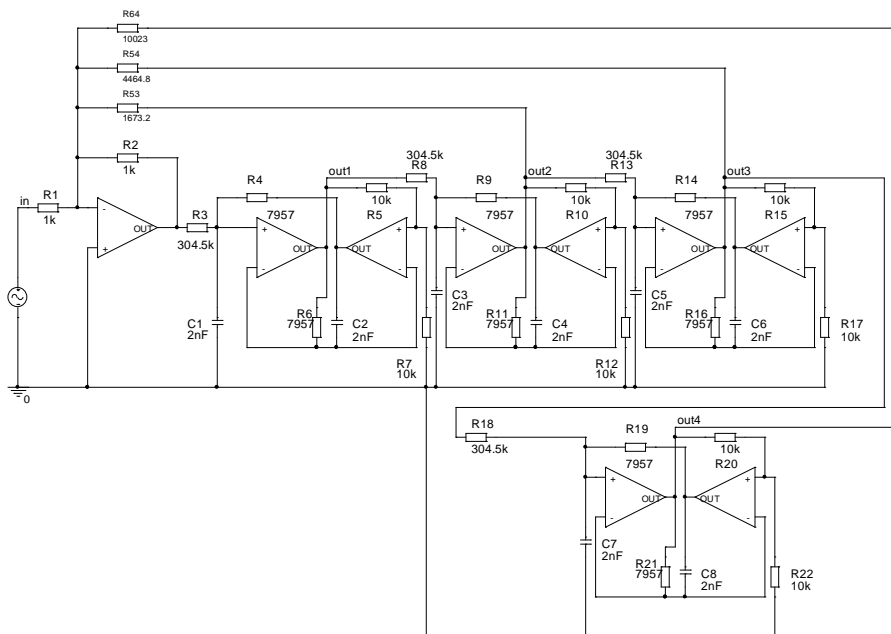 R64
10023
R54
4464.8
R53
1673.2
R2
1k
in
R1
1k
-
+
OUT
R3
304.5k
R4
7957
+
-
OUT
out1
10k
R5
OUT
+
-
R8
304.5k
C1
2nF
R6
7957
C2
2nF
R7
10k
R9
7957
+
-
OUT
out2
10k
R10
OUT
+
-
304.5k
R13
C3
2nF
R11
7957
C4
2nF
R12
10k
R14
7957
+
-
OUT
out3
10k
R15
OUT
+
-
C5
2nF
R16
7957
C6
2nF
R17
10k
0
R18
304.5k
R19
7957
+
-
OUT
out4
10k
R20
OUT
+
-
C7
2nF
R21
7957
C8
2nF
R22
10k